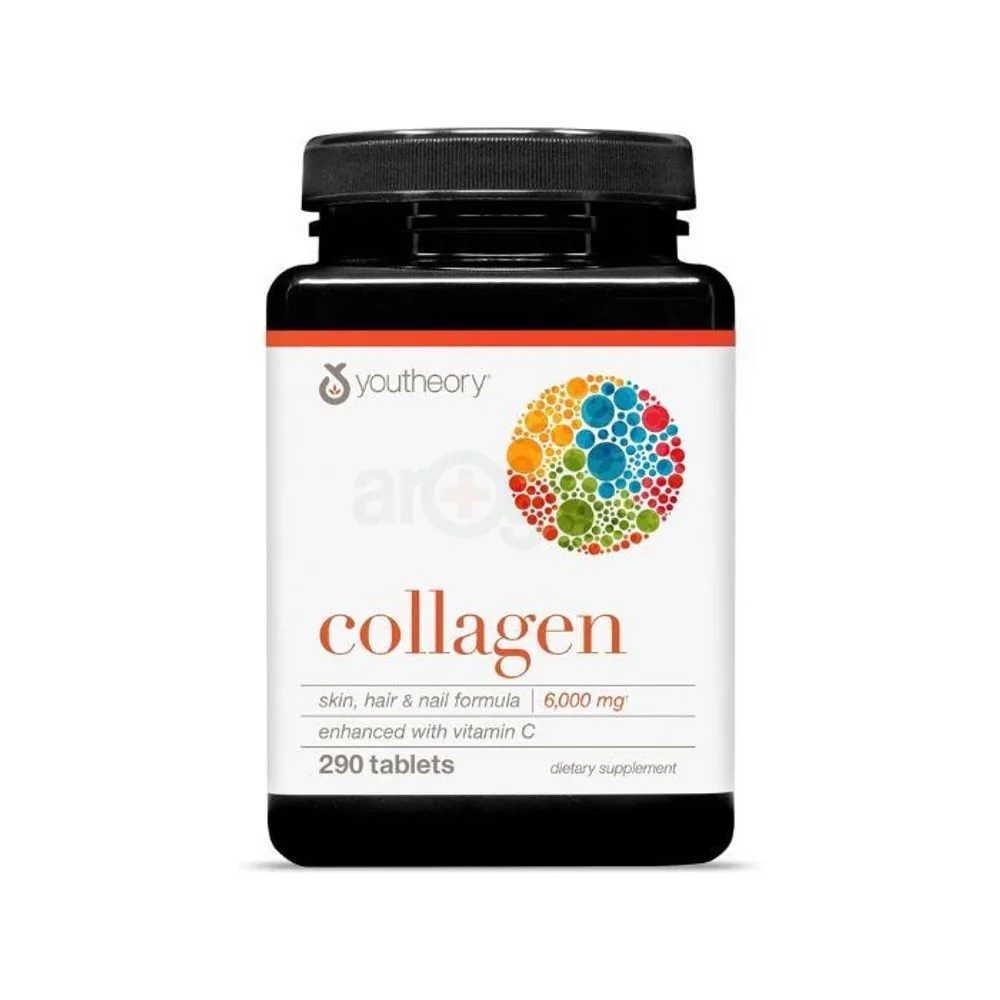 youtheory®
collagen
skin, hair & nail formula | 6,000 mg†
enhanced with vitamin C
290 tablets
dietary supplement